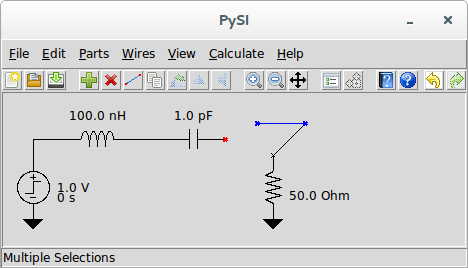 PySI
File Edit Parts Wires View Calculate Help
100.0 nH
1.0 pF
1.0 V
0 s
50.0 Ohm
Multiple Selections